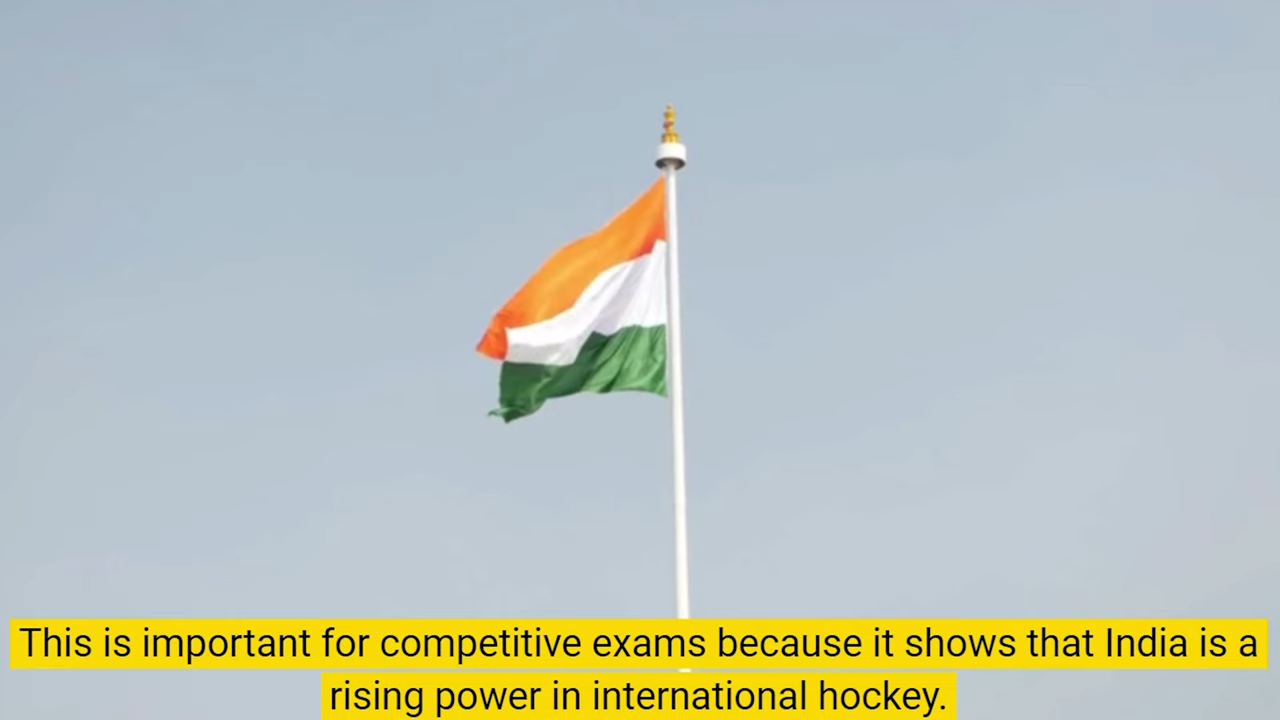 This is important for competitive exams because it shows that India is a
rising power in international hockey.